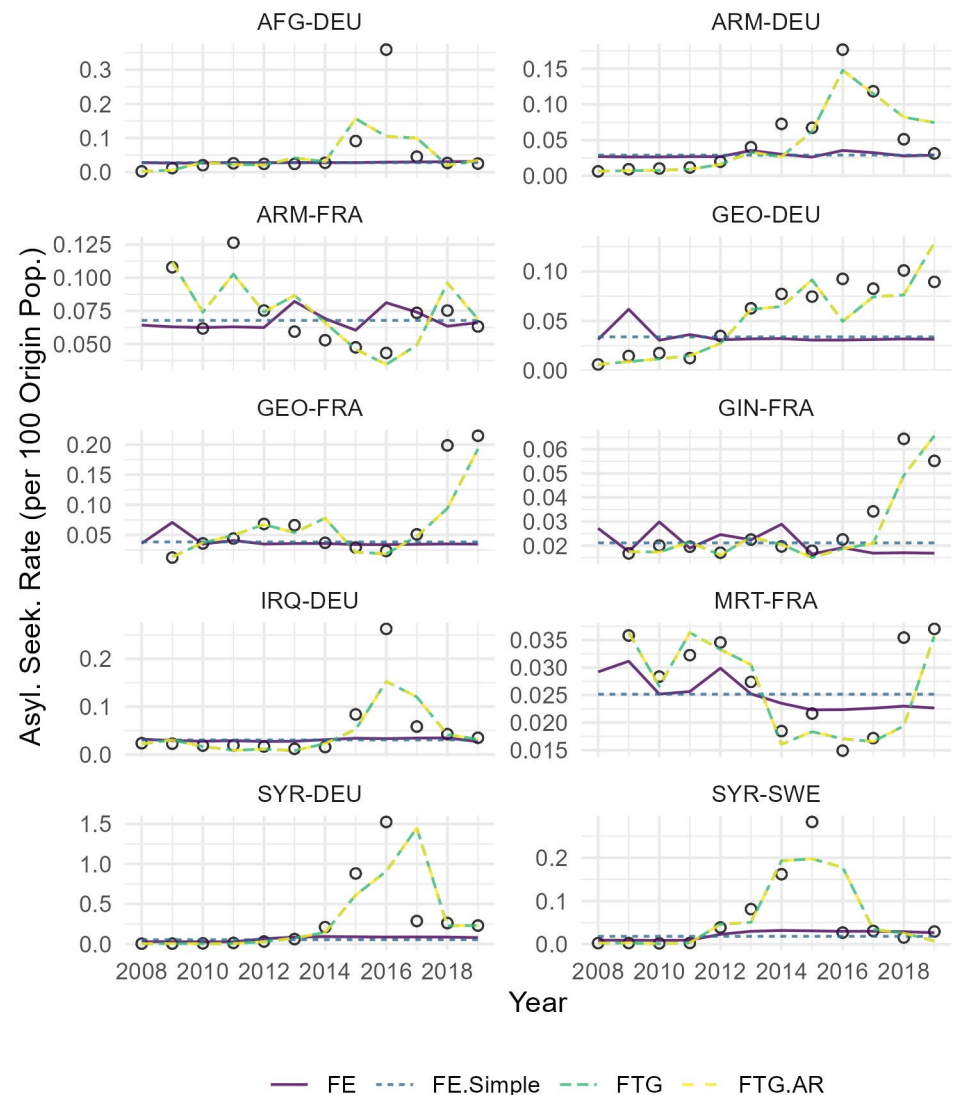 AFG-DEU
ARM-DEU
0.3
0.2
0.1
0.0
0.15
0.10
0.05
0.00
ARM-FRA
GEO-DEU
0.125
0.100
0.075
0.050
0.10
0.05
0.00
GEO-FRA
GIN-FRA
0.20
0.15
0.10
0.05
0.06
0.05
0.04
0.03
0.02
IRQ-DEU
MRT-FRA
0.2
0.1
0.0
0.035
0.030
0.025
0.020
0.015
SYR-DEU
SYR-SWE
1.5
1.0
0.5
0.0
0.2
0.1
0.0
2008 2010 2012 2014 2016 2018
2008 2010 2012 2014 2016 2018
Asyl. Seek. Rate (per 100 Origin Pop.)
Year
FE FE.Simple FTG FTG.AR